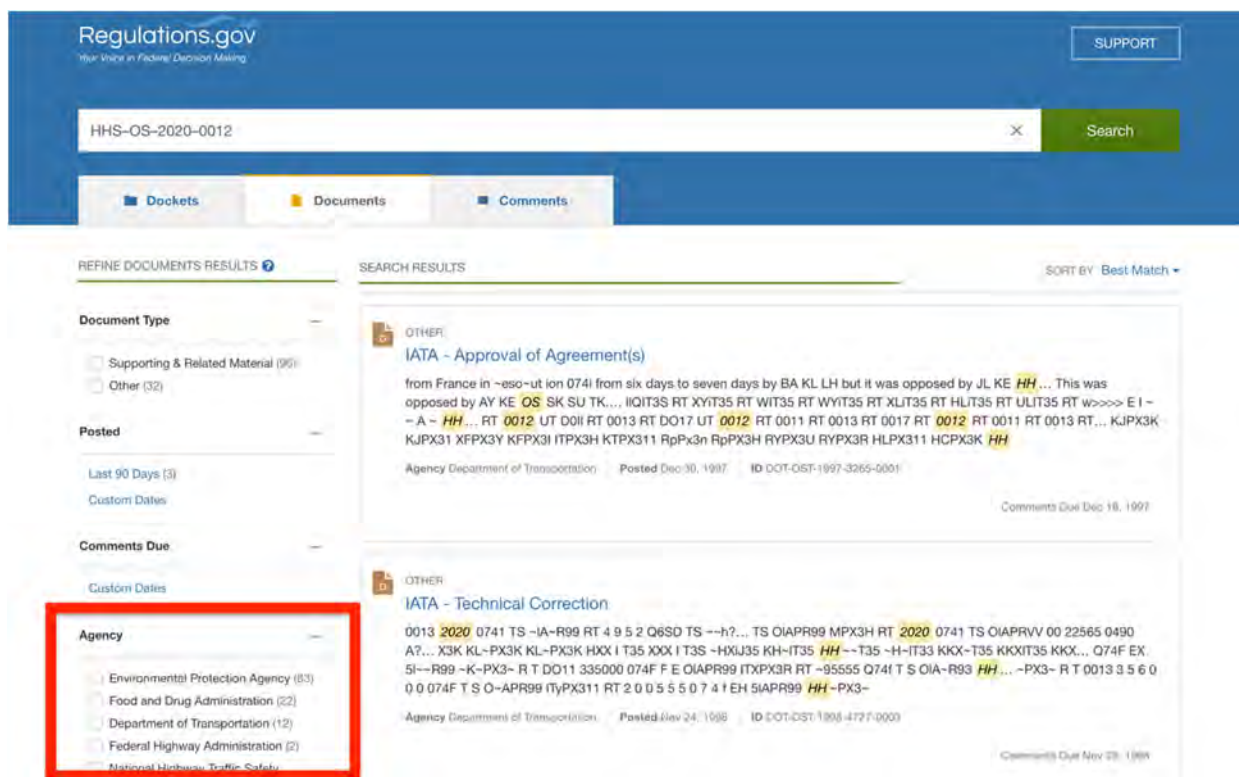 Regulations.gov
Your Voice in Federal Decision Making
SUPPORT
HHS–OS–2020–0012
Search
Dockets
Documents
Comments
REFINE DOCUMENTS RESULTS
SEARCH RESULTS
SORT BY Best Match
Document Type
Supporting & Related Material (96)
Other (32)
Posted
Last 90 Days (3)
Custom Dates
Comments Due
Custom Dates
Agency
Environmental Protection Agency (83)
Food and Drug Administration (22)
Department of Transportation (12)
Federal Highway Administration (2)
National Highway Traffic Safety
OTHER
IATA - Approval of Agreement(s)
from France in ~eso~ut ion 074i from six days to seven days by BA KL LH but it was opposed by JL KE HH ... This was
opposed by AY KE OS SK SU TK.... IIQIT3S RT XYiT35 RT WIT35 RT WYiT35 RT XLiT35 RT HLiT35 RT ULIT35 RT w>>>> E I ~
~ A ~ HH ... RT 0012 UT D0II RT 0013 RT DO17 UT 0012 RT 0011 RT 0013 RT 0017 RT 0012 RT 0011 RT 0013 RT... KJPX3K
KJPX31 XFPX3Y KFPX3I ITPX3H KTPX311 RpPx3n RpPX3H RYPX3U RYPX3R HLPX311 HCPX3K HH
Agency Department of Transportation Posted Dec 30, 1997 ID DOT-OST-1997-3265-0001
Comments Due Dec 18, 1997
OTHER
IATA - Technical Correction
0013 2020 0741 TS ~IA~R99 RT 4 9 5 2 Q6SD TS ~~h?... TS OIAPR99 MPX3H RT 2020 0741 TS OIAPRVV 00 22565 0490
A?... X3K KL~PX3K KL~PX3K HXX I T35 XXX I T3S ~HXiJ35 KH~IT35 HH ~~T35 ~H~IT33 KKX~T35 KKXIT35 KKX... Q74F EX
5I~~R99 ~K~PX3~ R T DO11 335000 074F F E OIAPR99 ITXPX3R RT ~95555 Q74f T S OIA~R93 HH ... ~PX3~ R T 0013 3 5 6 0
0 0 074F T S O~APR99 ITyPX311 RT 2 0 0 5 5 5 0 7 4 f EH 5IAPR99 HH ~PX3~
Agency Department of Transportation Posted Nov 24, 1998 ID DOT-OST-1998-4727-0003
Comments Due Nov 29, 1998